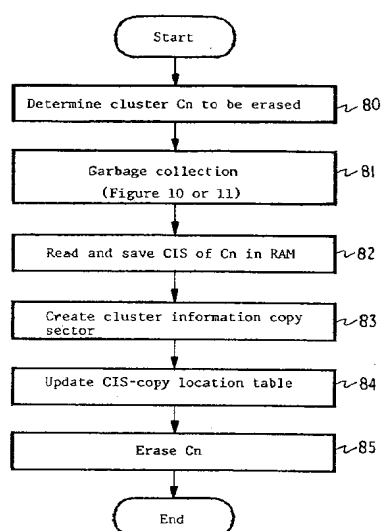 Start
Determine cluster Cn to be erased
80
Garbage collection
(Figure 10 or 11)
81
Read and save CIS of Cn in RAM
82
Create cluster information copy
sector
83
Update CIS-copy location table
84
Erase Cn
85
End